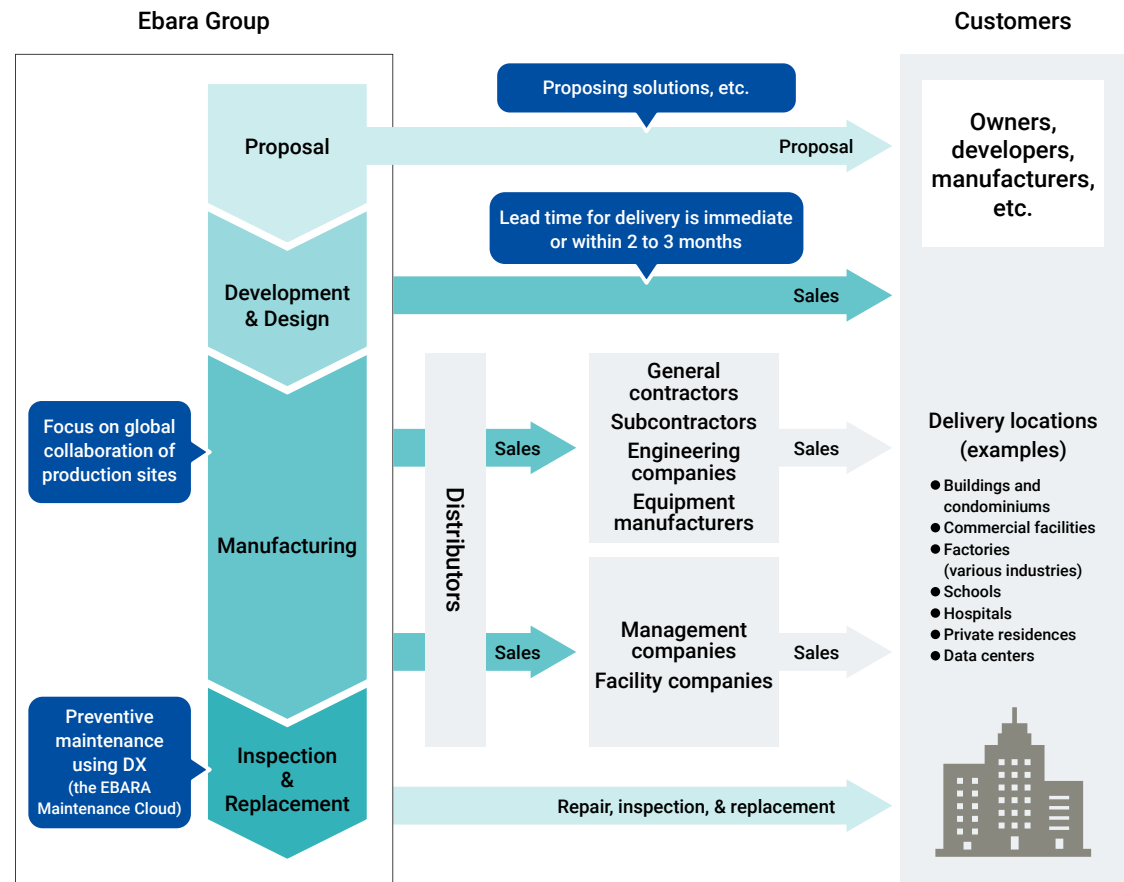 Ebara Group
Customers
Proposal
Proposing solutions, etc.
Proposal
Owners,
developers,
manufacturers,
etc.
Development
& Design
Lead time for delivery is immediate
or within 2 to 3 months
Sales
Focus on global
collaboration of
production sites
Manufacturing
Distributors
Sales
General
contractors
Subcontractors
Engineering
companies
Equipment
manufacturers
Sales
Sales
Management
companies
Facility companies
Sales
Delivery locations
(examples)
● Buildings and
condominiums
● Commercial facilities
● Factories
(various industries)
● Schools
● Hospitals
● Private residences
● Data centers
Preventive
maintenance
using DX
(the EBARA
Maintenance Cloud)
Inspection
&
Replacement
Repair, inspection, & replacement